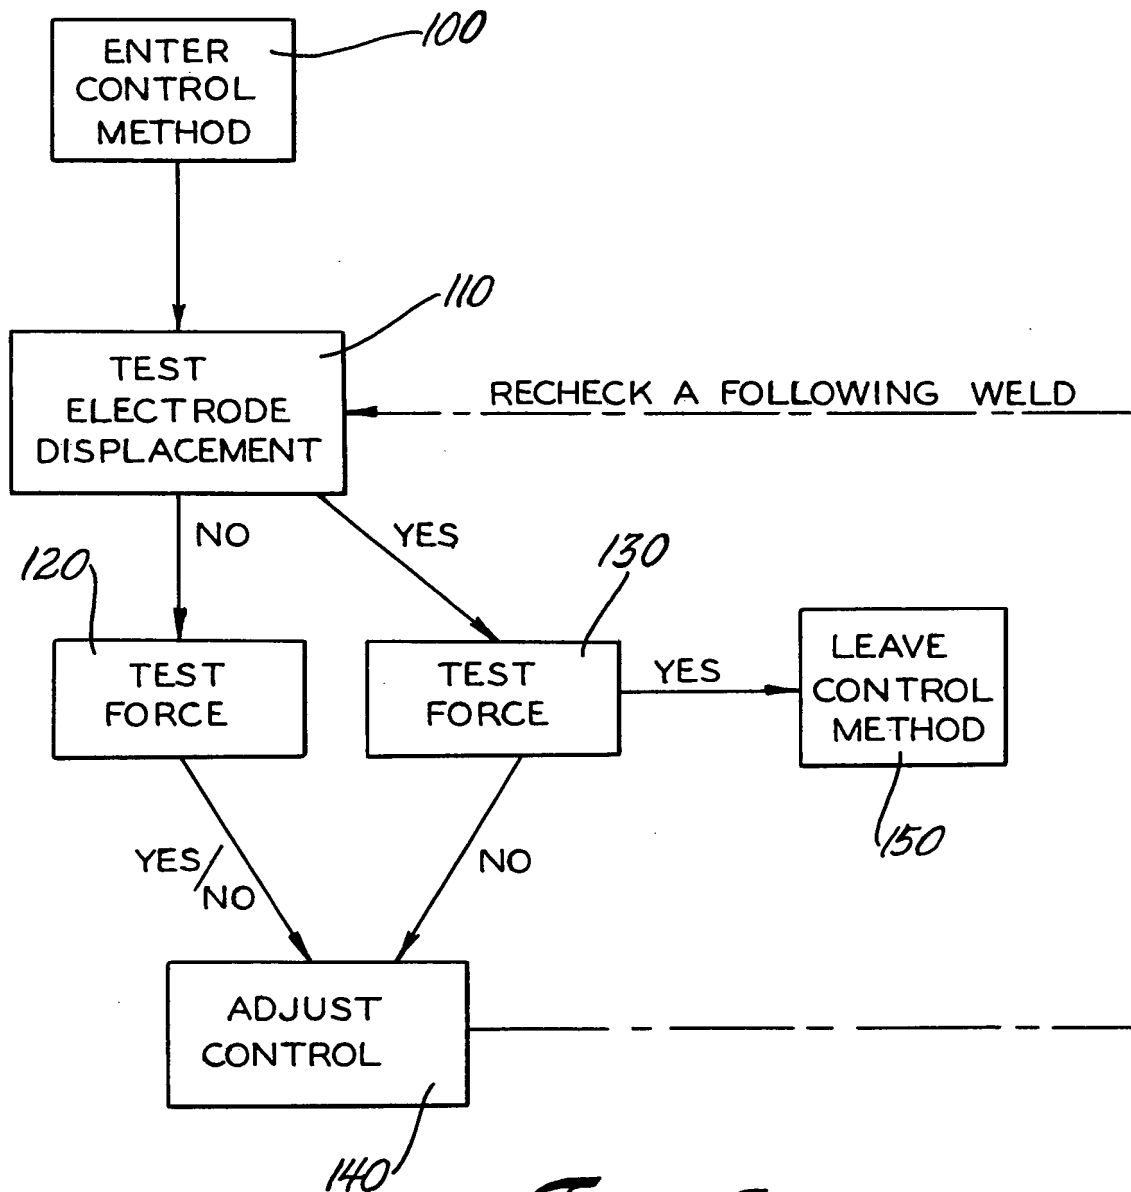 100
ENTER
CONTROL
METHOD
110
TEST
ELECTRODE
DISPLACEMENT
RECHECK A FOLLOWING WELD
NO
YES
120
130
TEST
FORCE
TEST
FORCE
YES
LEAVE
CONTROL
METHOD
150
YES/
NO
NO
ADJUST
CONTROL
140